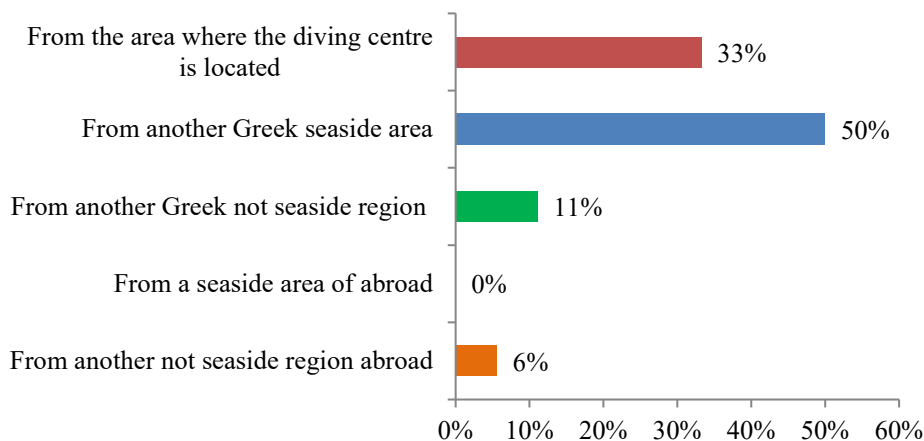 From the area where the diving centre
is located
33%
From another Greek seaside area
50%
From another Greek not seaside region
11%
From a seaside area of abroad
0%
From another not seaside region abroad
6%
0% 10% 20% 30% 40% 50% 60%